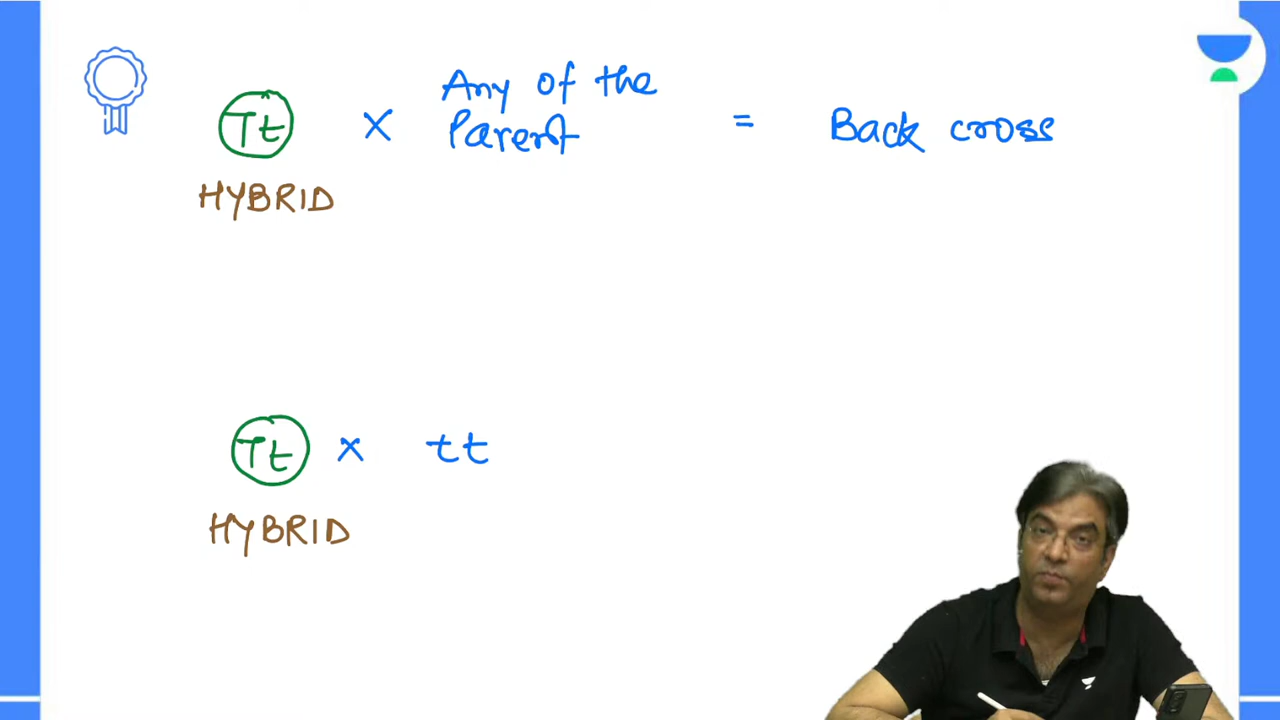 Any of the
Tt × Parent = Back cross
HYBRID
Tt × tt
HYBRID